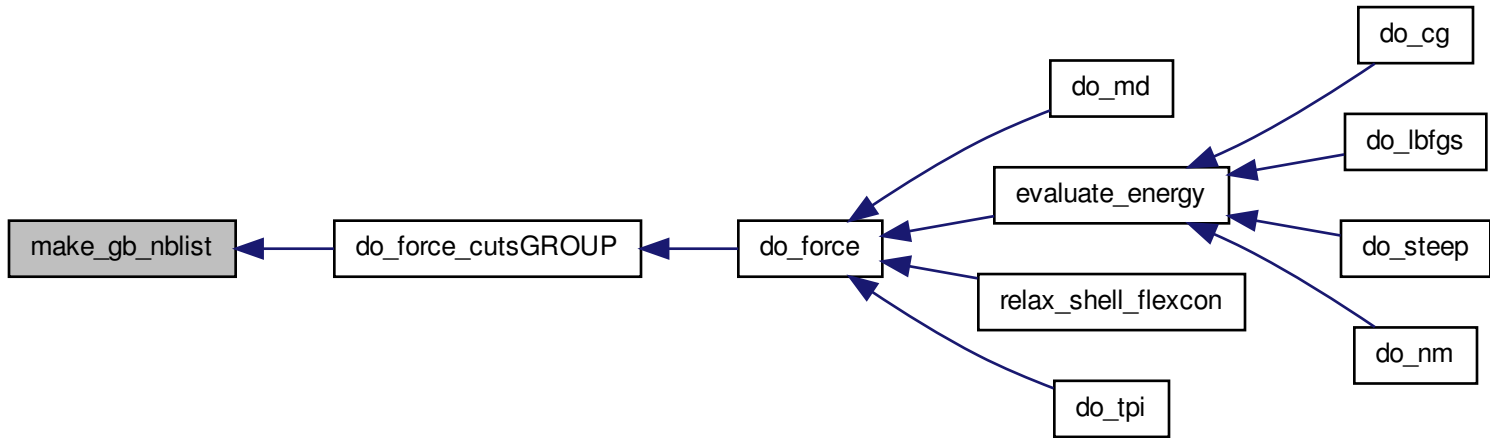 make_gb_nblist
do_force_cutsGROUP
do_force
do_md
evaluate_energy
relax_shell_flexcon
do_tpi
do_cg
do_lbfgs
do_steep
do_nm